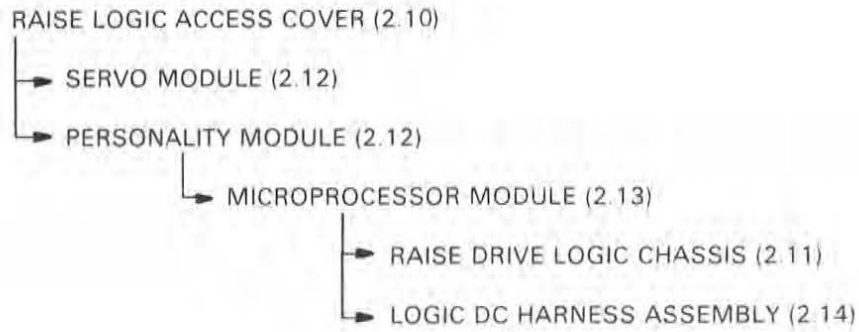 RAISE LOGIC ACCESS COVER (2.10)
SERVO MODULE (2.12)
PERSONALITY MODULE (2.12)
MICROPROCESSOR MODULE (2.13)
RAISE DRIVE LOGIC CHASSIS (2.11)
LOGIC DC HARNESS ASSEMBLY (2.14)